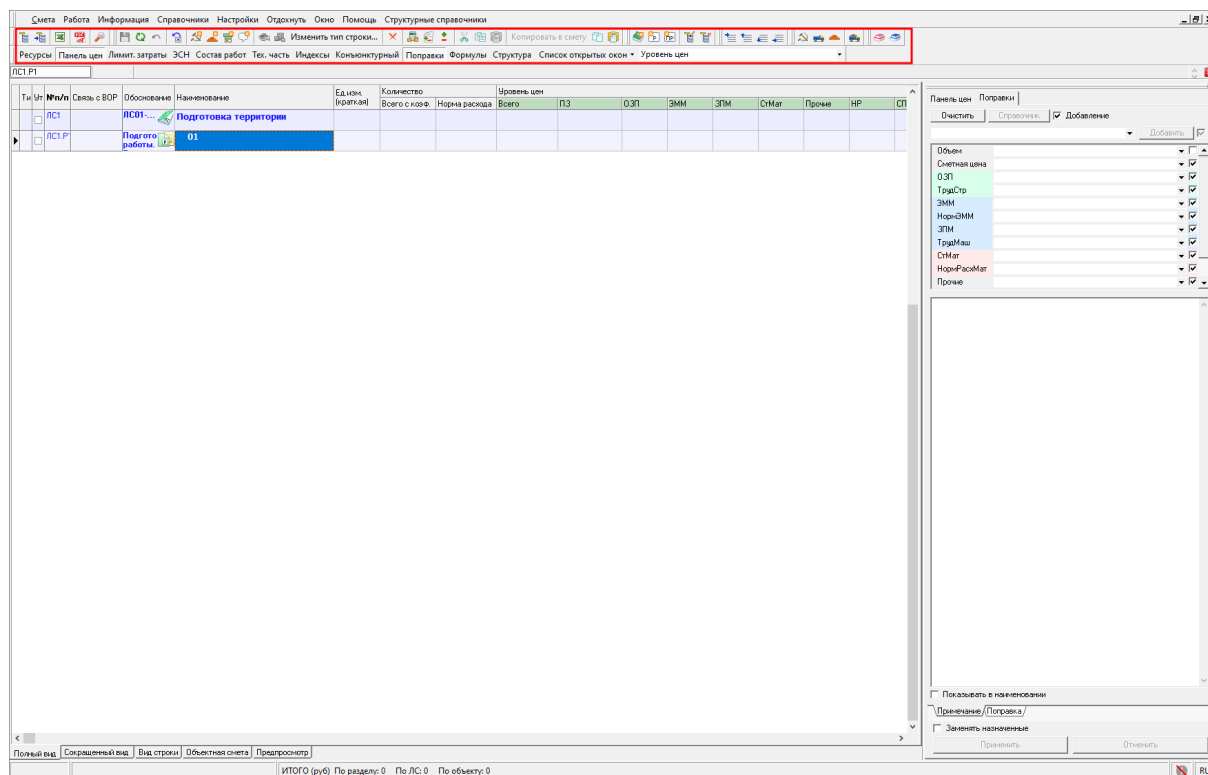 Смета Работа Информация Справочники Настройки Отдохнуть Окно Помощь Структурные справочники
Изменить тип строки... Копировать в смету
Ресурсы Панель цен Лимит. затраты ЭСН Состав работ Тех. часть Индексы Конъюнктурный Поправки Формулы Структура Список открытых окон Уровень цен
ЛС1.Р1
Ти Ут №п/п Связь с ВОР Обоснование Наименование Ед.изм. (краткая) Количество Уровень цен
Всего с коэф. Норма расхода Всего ПЗ ОЗП ЭММ ЗПМ СтМат Прочие НР СП
ЛС1 ЛС01-... Подготовка территории
ЛС1.Р Подгото 01
работы.
Панель цен Поправки
Очистить Справочник Добавление
Добавить
Объем
Сметная цена
ОЗП
ТрудСтр
ЭММ
НормЭММ
ЗПМ
ТрудМаш
СтМат
НормРасхМат
Прочие
Показывать в наименовании
Примечание Поправка
Заменять назначенные
Применить Отменить
Полный вид Сокращенный вид Вид строки Объектная смета Предпросмотр
ИТОГО (руб) По разделу: 0 По ЛС: 0 По объекту: 0
RU